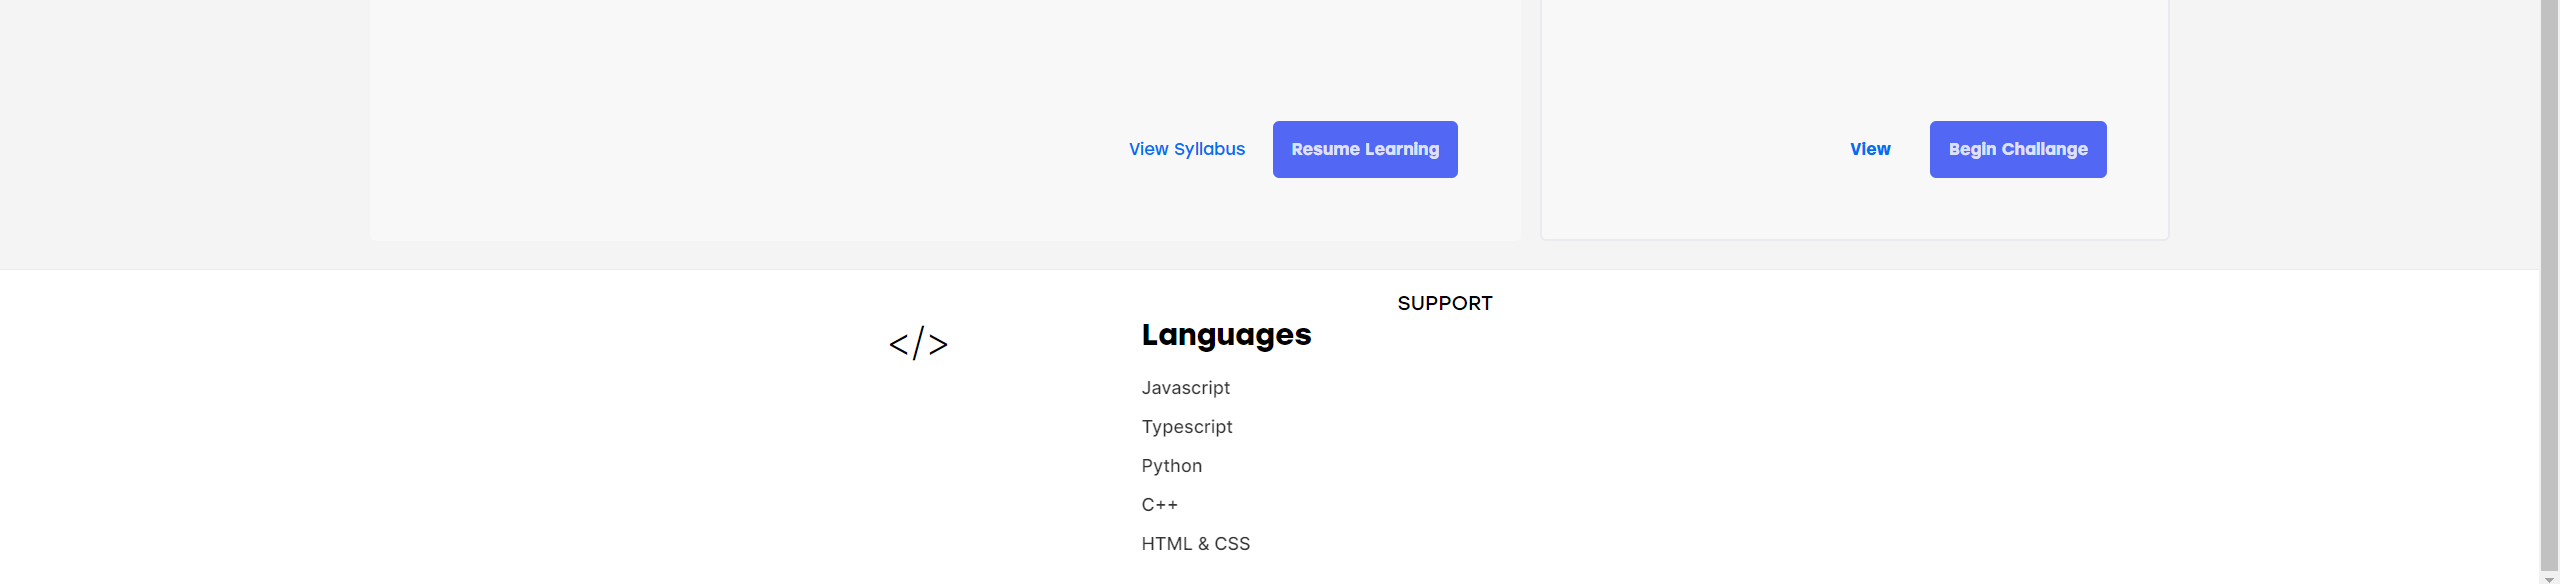 View Syllabus
Resume Learning
View
Begin Challange
</>
Languages
Javascript
Typescript
Python
C++
HTML & CSS
SUPPORT